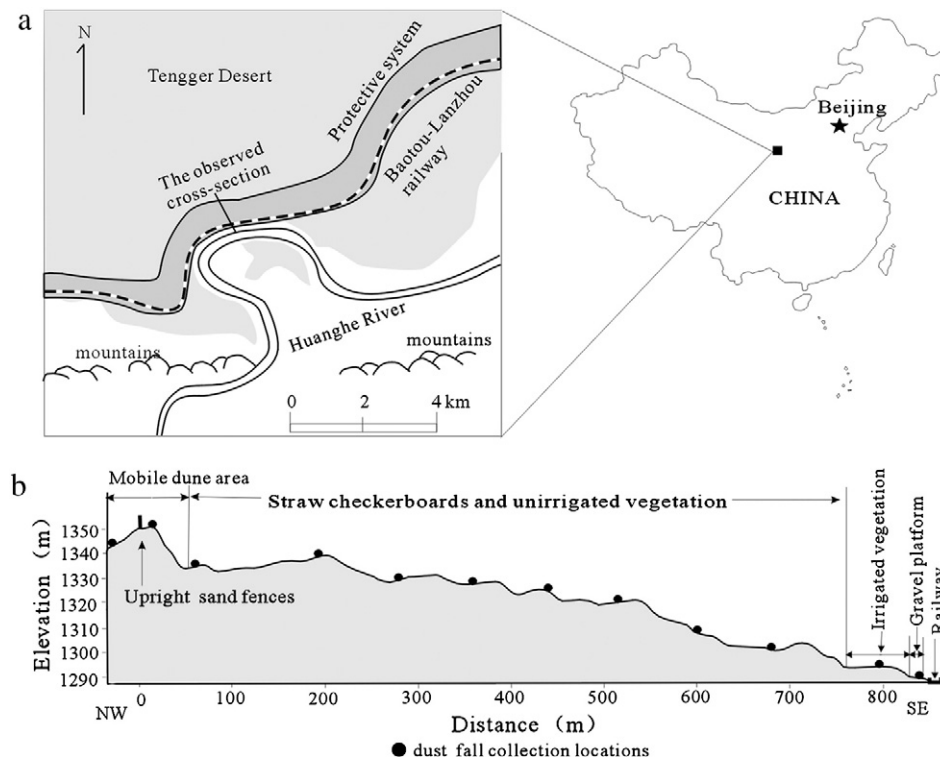 a
N
Tengger Desert
Protective system
Baotou-Lanzhou
railway
The observed
cross-section
Huanghe River
mountains
mountains
0 2 4 km
Beijing
CHINA
b
Mobile dune area
Straw checkerboards and unirrigated vegetation
Irrigated vegetation
Gravel platform
Railway
Upright sand fences
Elevation (m)
1350
1340
1330
1320
1310
1300
1290
NW 0 100 200 300 400 500 600 700 800 SE
Distance (m)
dust fall collection locations